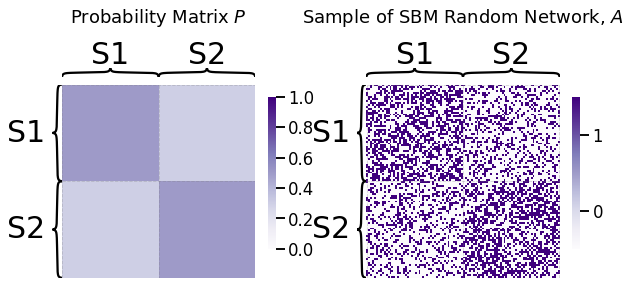 Probability Matrix P
S1 S2
S1
S2
1.0
0.8
0.6
0.4
0.2
0.0
Sample of SBM Random Network, A
S1 S2
S1
S2
1
0